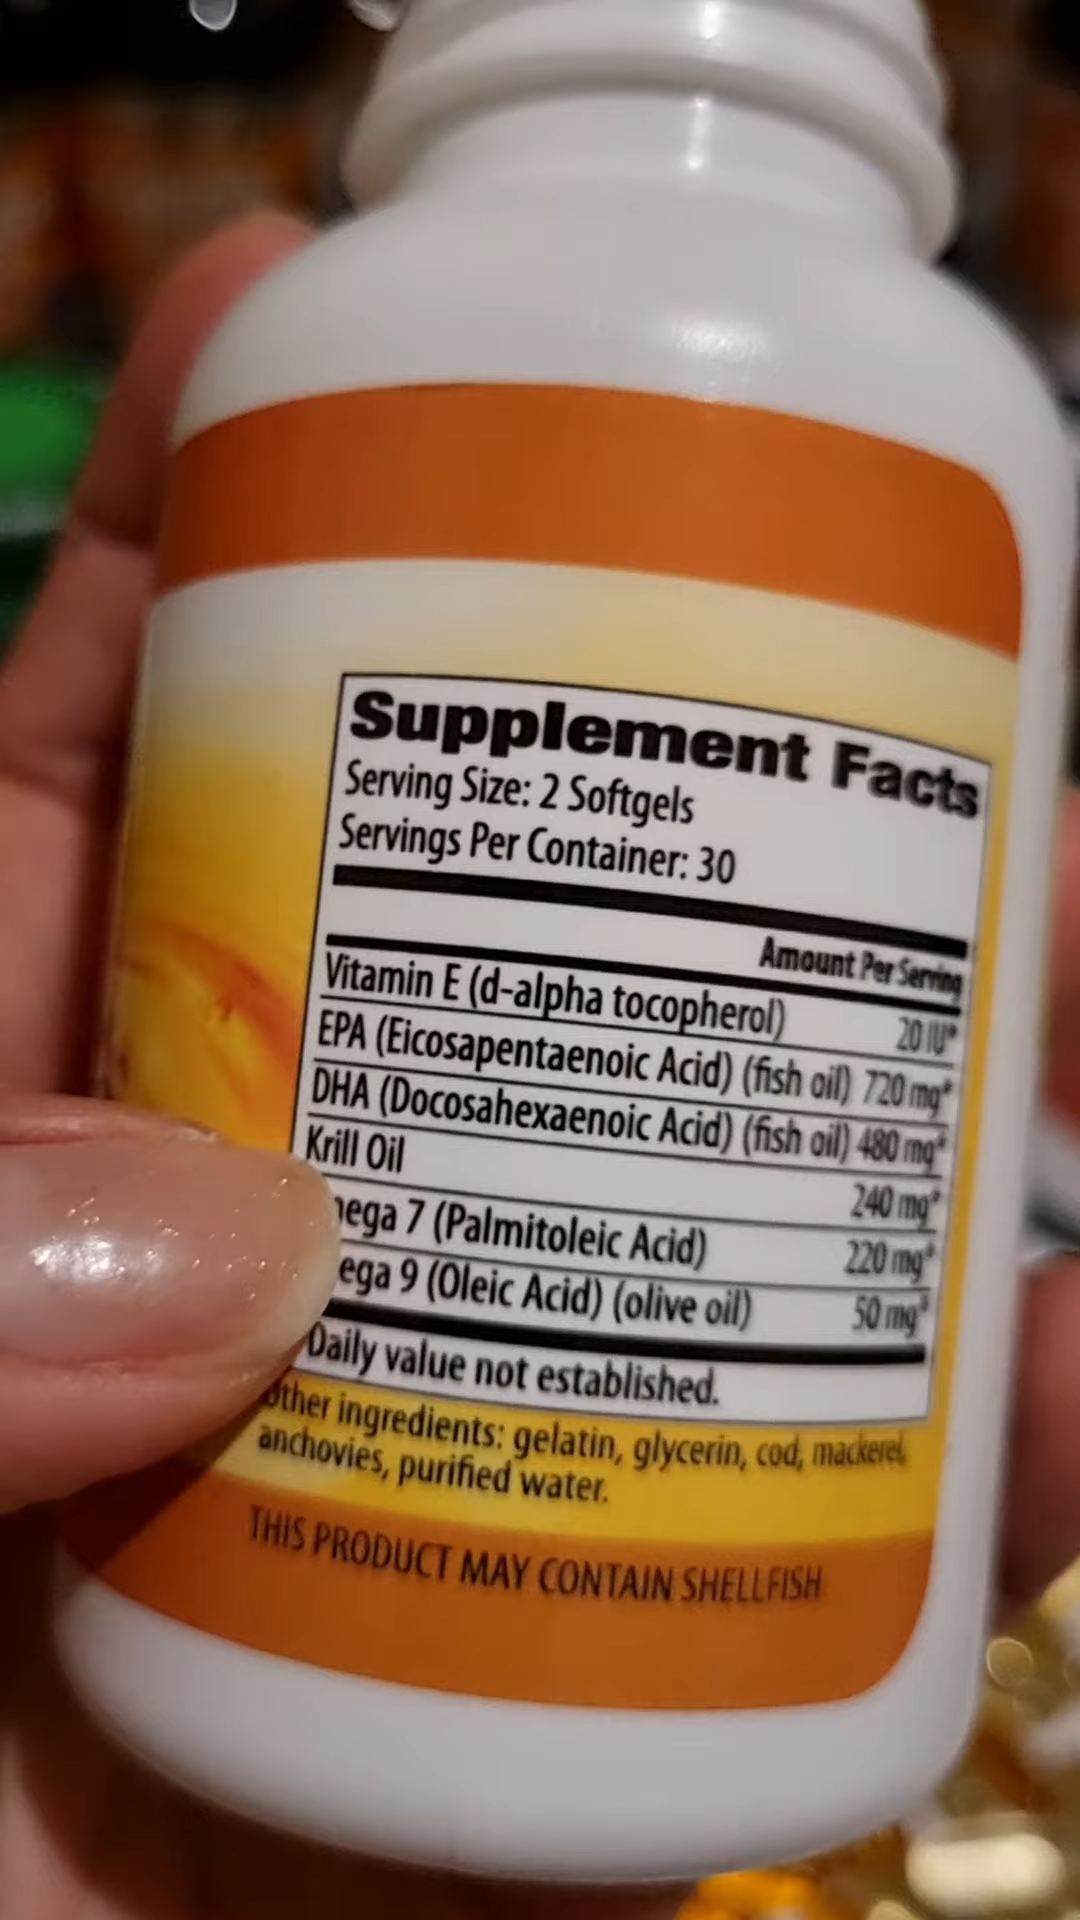 Supplement Facts
Serving Size: 2 Softgels
Servings Per Container: 30
Amount Per Serving
Vitamin E (d-alpha tocopherol) 20 IU*
EPA (Eicosapentaenoic Acid) (fish oil) 720 mg*
DHA (Docosahexaenoic Acid) (fish oil) 480 mg*
Krill Oil 240 mg*
mega 7 (Palmitoleic Acid) 220 mg*
ega 9 (Oleic Acid) (olive oil) 50 mg*
Daily value not established.
Other ingredients: gelatin, glycerin, cod, mackerel,
anchovies, purified water.
THIS PRODUCT MAY CONTAIN SHELLFISH